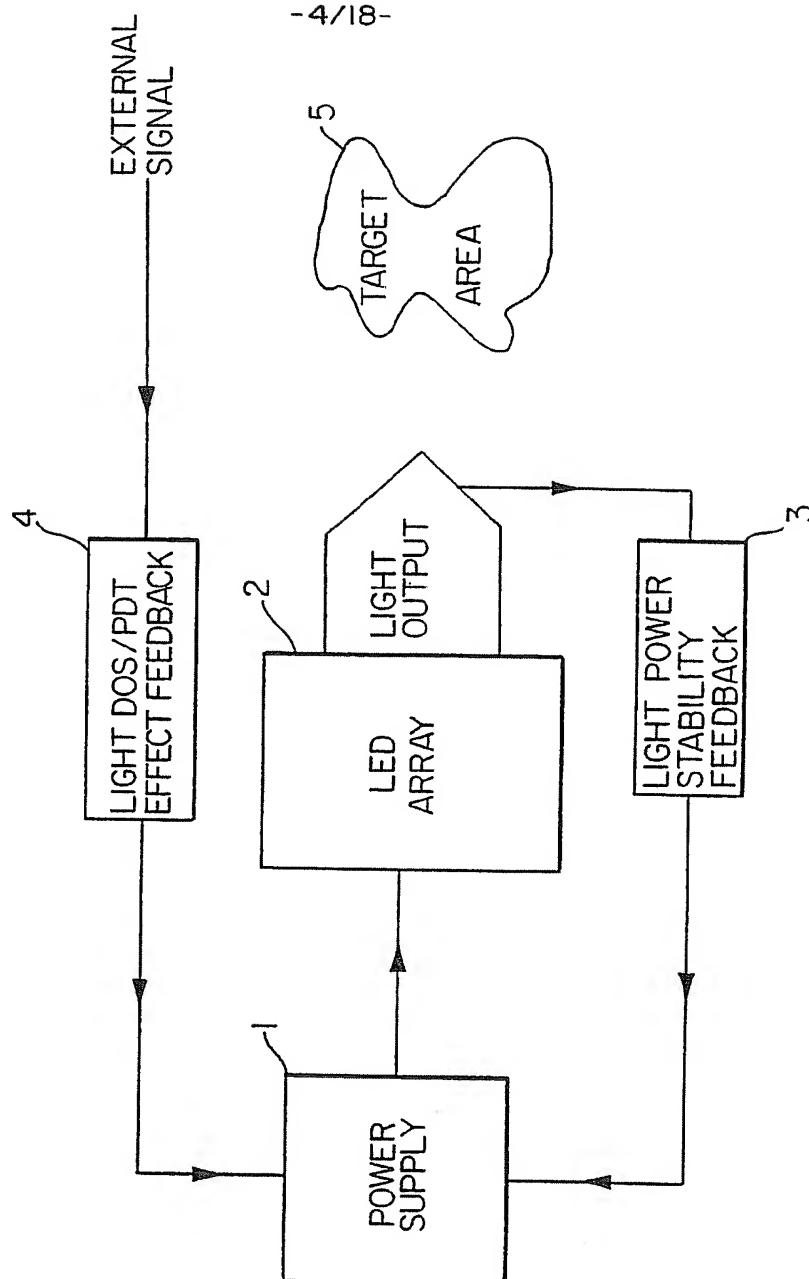 -4/18-
EXTERNAL
SIGNAL
4
LIGHT DOS/PDT
EFFECT FEEDBACK
5
TARGET
AREA
2
LIGHT
OUTPUT
LED
ARRAY
1
POWER
SUPPLY
3
LIGHT POWER
STABILITY
FEEDBACK